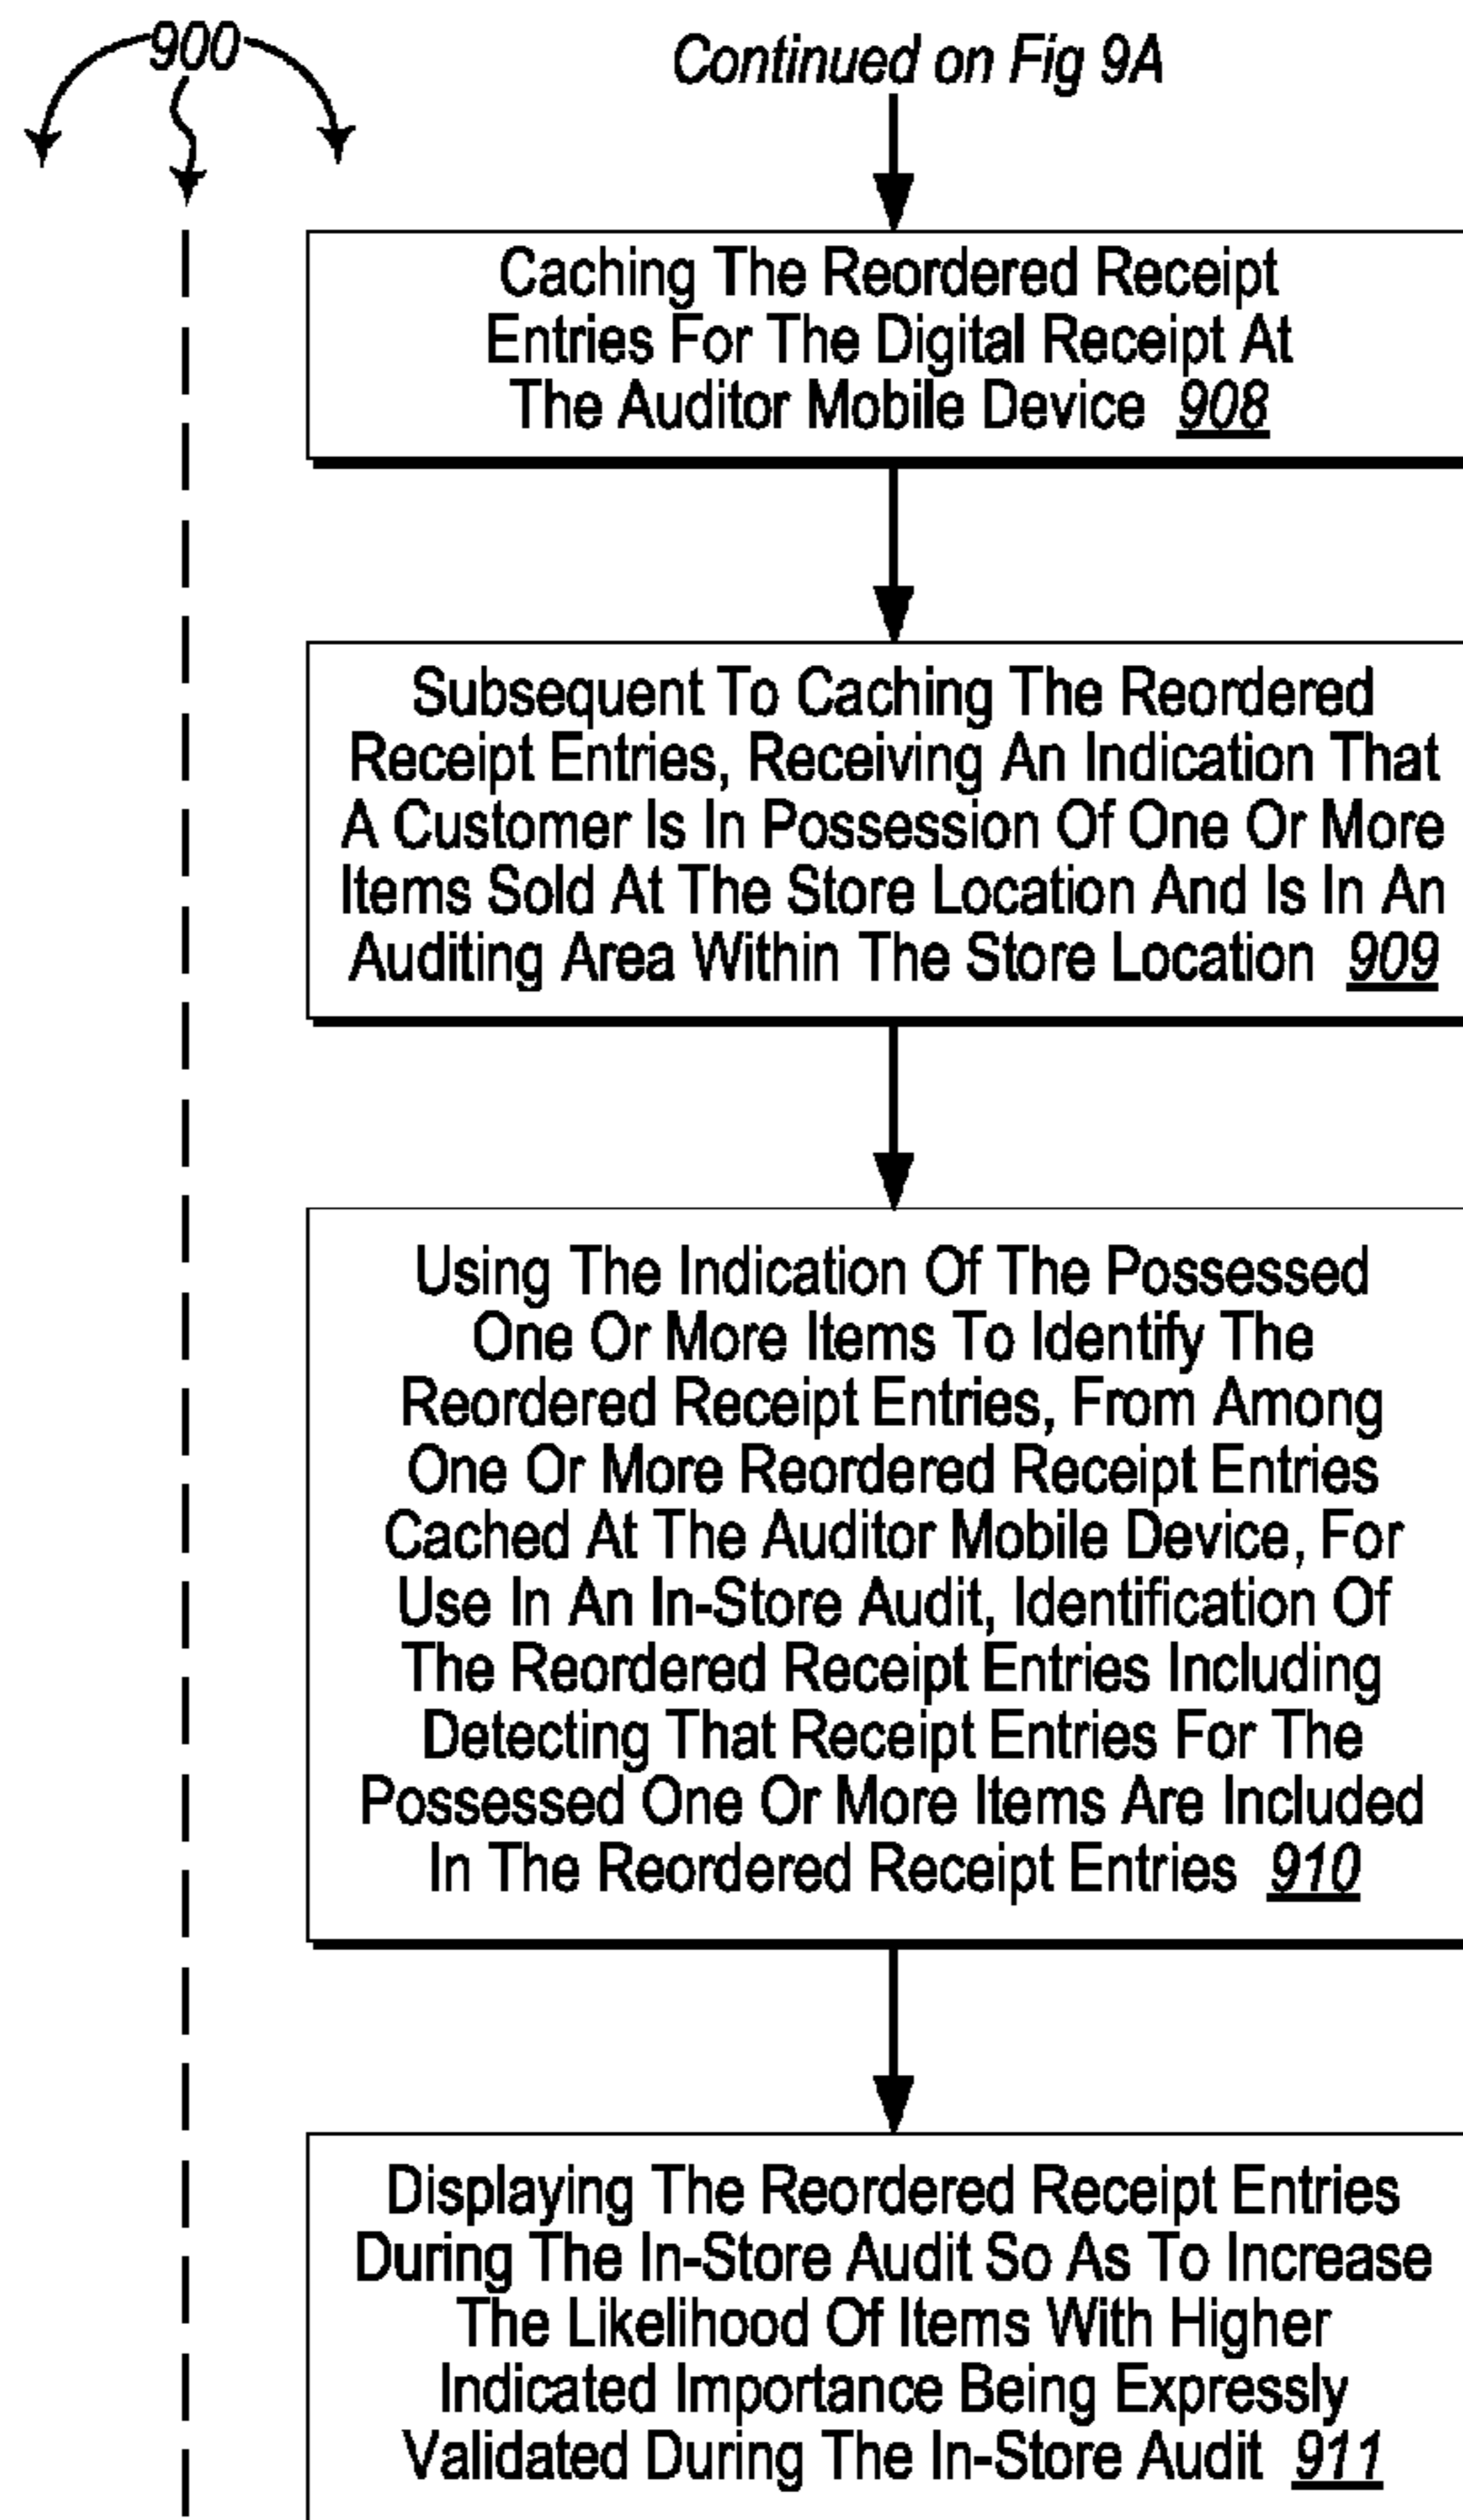 900
Continued on Fig 9A
Caching The Reordered Receipt
Entries For The Digital Receipt At
The Auditor Mobile Device 908
Subsequent To Caching The Reordered
Receipt Entries, Receiving An Indication That
A Customer Is In Possession Of One Or More
Items Sold At The Store Location And Is In An
Auditing Area Within The Store Location 909
Using The Indication Of The Possessed
One Or More Items To Identify The
Reordered Receipt Entries, From Among
One Or More Reordered Receipt Entries
Cached At The Auditor Mobile Device, For
Use In An In-Store Audit, Identification Of
The Reordered Receipt Entries Including
Detecting That Receipt Entries For The
Possessed One Or More Items Are Included
In The Reordered Receipt Entries 910
Displaying The Reordered Receipt Entries
During The In-Store Audit So As To Increase
The Likelihood Of Items With Higher
Indicated Importance Being Expressly
Validated During The In-Store Audit 911